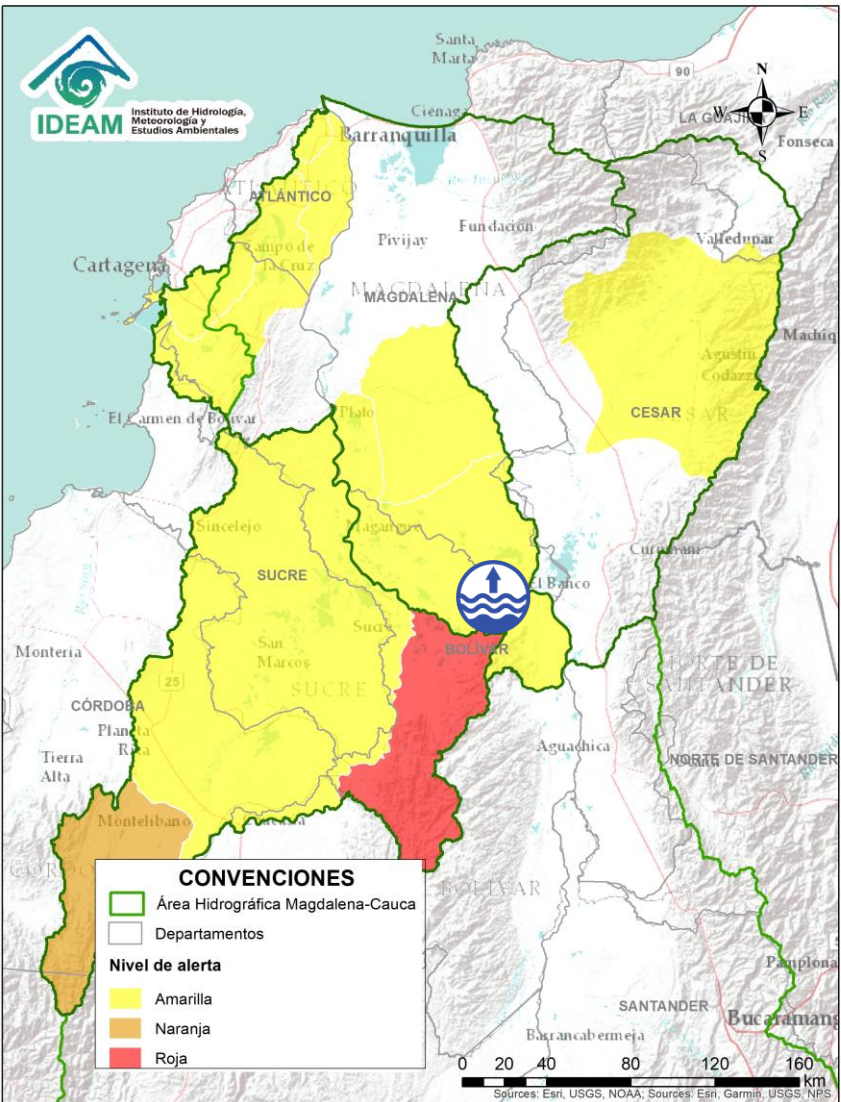 IDEAM
Instituto de Hidrología,
Meteorología y
Estudios Ambientales
Santa
Marta
90
N
W
E
S
LA GUAJI
Ciénaga
Barranquilla
Fonseca
ATLÁNTICO
Fundación
Pivijay
Valledupar
Campo de
la Cruz
Cartagena
MAGDALENA
MAGDALENA
Machiq
Agustín
Codazzi
CESAR
El Carmen de Bolívar
Plato
Sincelejo
Magangué
Curumaní
SUCRE
El Banco
Sucre
Montería
San
Marcos
BOLÍVAR
NORTE DE
SANTANDER
SUCRE
25
CÓRDOBA
Planeta
Rica
Aguachica
Tierra
Alta
NORTE DE SANTANDER
Montelíbano
BOLÍVAR
CONVENCIONES
Área Hidrográfica Magdalena-Cauca
Departamentos
Nivel de alerta
Amarilla
Naranja
Roja
Pamplona
SANTANDER
Bucaramang
Barrancabermeja
0 20 40 80 120 160
km
Sources: Esri, USGS, NOAA; Sources: Esri, Garmin, USGS, NPS